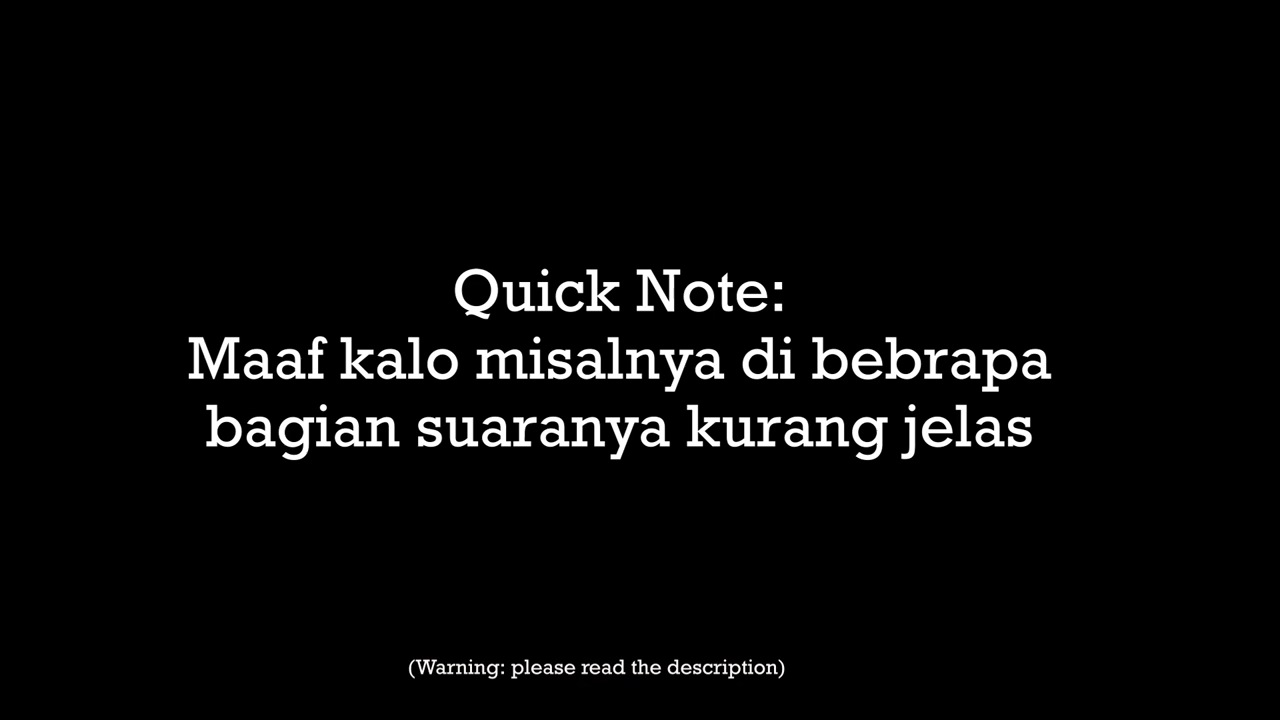 Quick Note:
Maaf kalo misalnya di bebrapa
bagian suaranya kurang jelas
(Warning: please read the description)